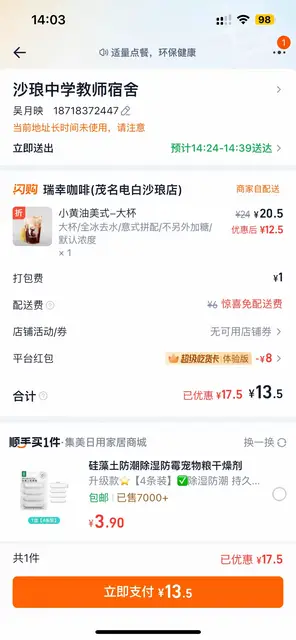 14:03
98
适量点餐，环保健康
1
沙琅中学教师宿舍
吴月映 18718372447
当前地址长时间未使用，请注意
立即送出
预计14:24-14:39送达
闪购 瑞幸咖啡(茂名电白沙琅店)
商家自配送
折
小黄油美式–大杯
¥24 ¥20.5
大杯/全冰去水/意式拼配/不另外加糖/
优惠后 ¥12.5
默认浓度
× 1
打包费
¥1
配送费
¥6 惊喜免配送费
店铺活动/券
无可用店铺券
平台红包
超级吃货卡 体验版
-¥8
合计
已优惠 ¥17.5 ¥13.5
顺手买1件·集美日用家居商城
换一换
硅藻土防潮除湿防霉宠物粮干燥剂
升级款⭐【4条装】✅除湿防潮 持久...
包邮 已售7000+
¥3.90
共1件
已优惠 ¥17.5
立即支付 ¥13.5